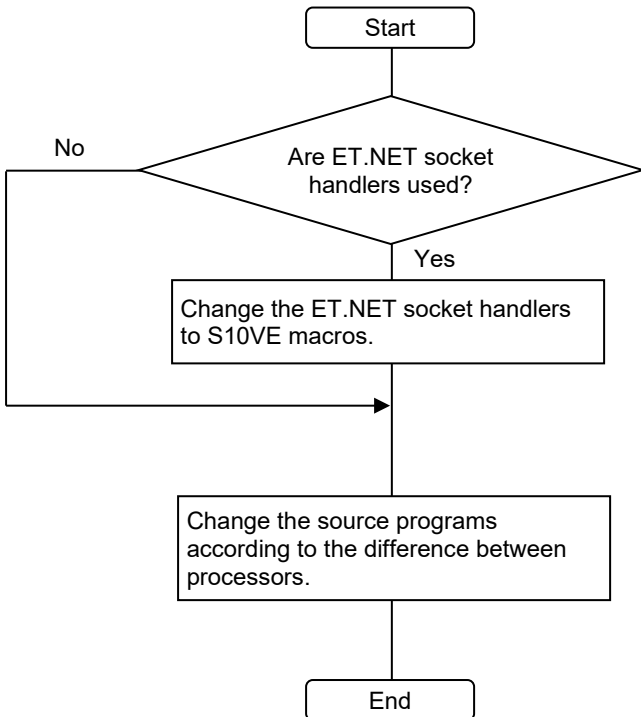 Start
No
Are ET.NET socket
handlers used?
Yes
Change the ET.NET socket handlers
to S10VE macros.
Change the source programs
according to the difference between
processors.
End